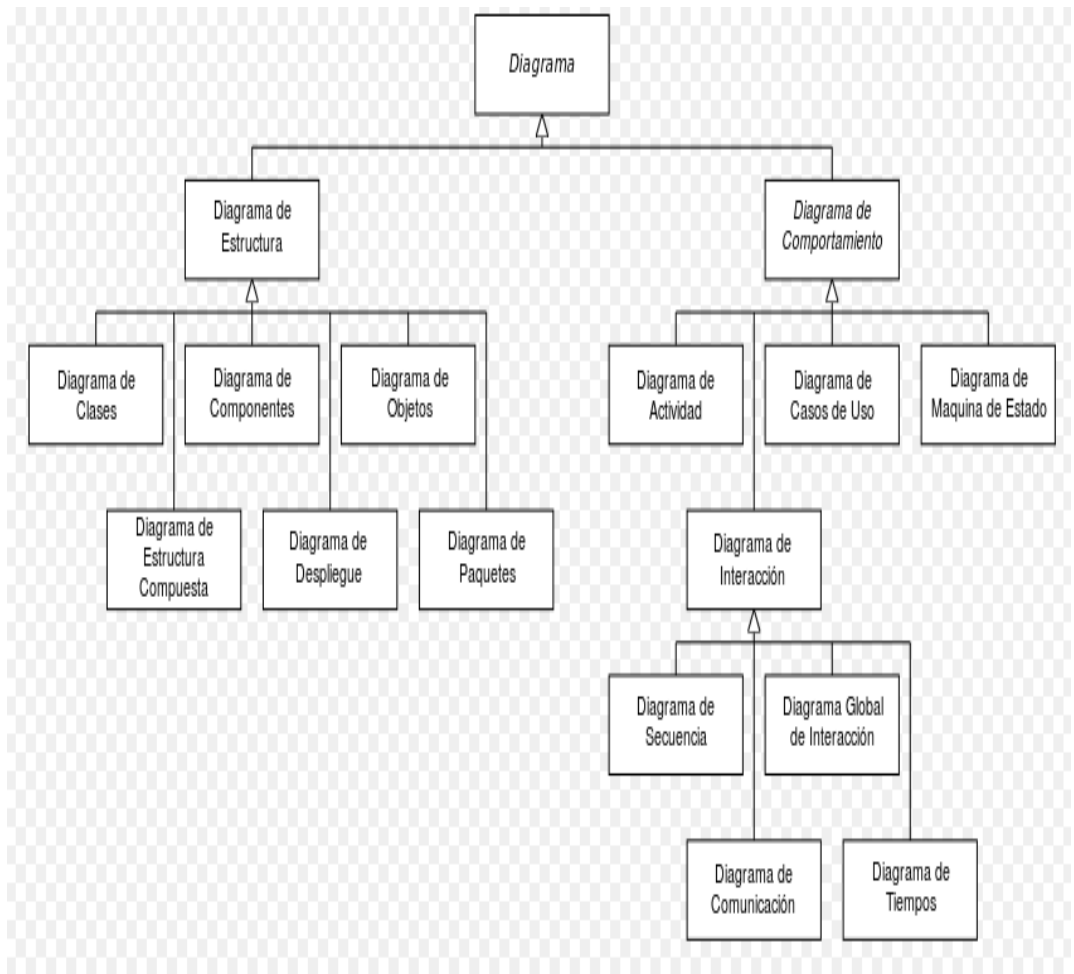 Diagrama
Diagrama de
Estructura
Diagrama de
Comportamiento
Diagrama de
Clases
Diagrama de
Componentes
Diagrama de
Objetos
Diagrama de
Actividad
Diagrama de
Casos de Uso
Diagrama de
Maquina de Estado
Diagrama de
Estructura
Compuesta
Diagrama de
Despliegue
Diagrama de
Paquetes
Diagrama de
Interacción
Diagrama de
Secuencia
Diagrama Global
de Interacción
Diagrama de
Comunicación
Diagrama de
Tiempos